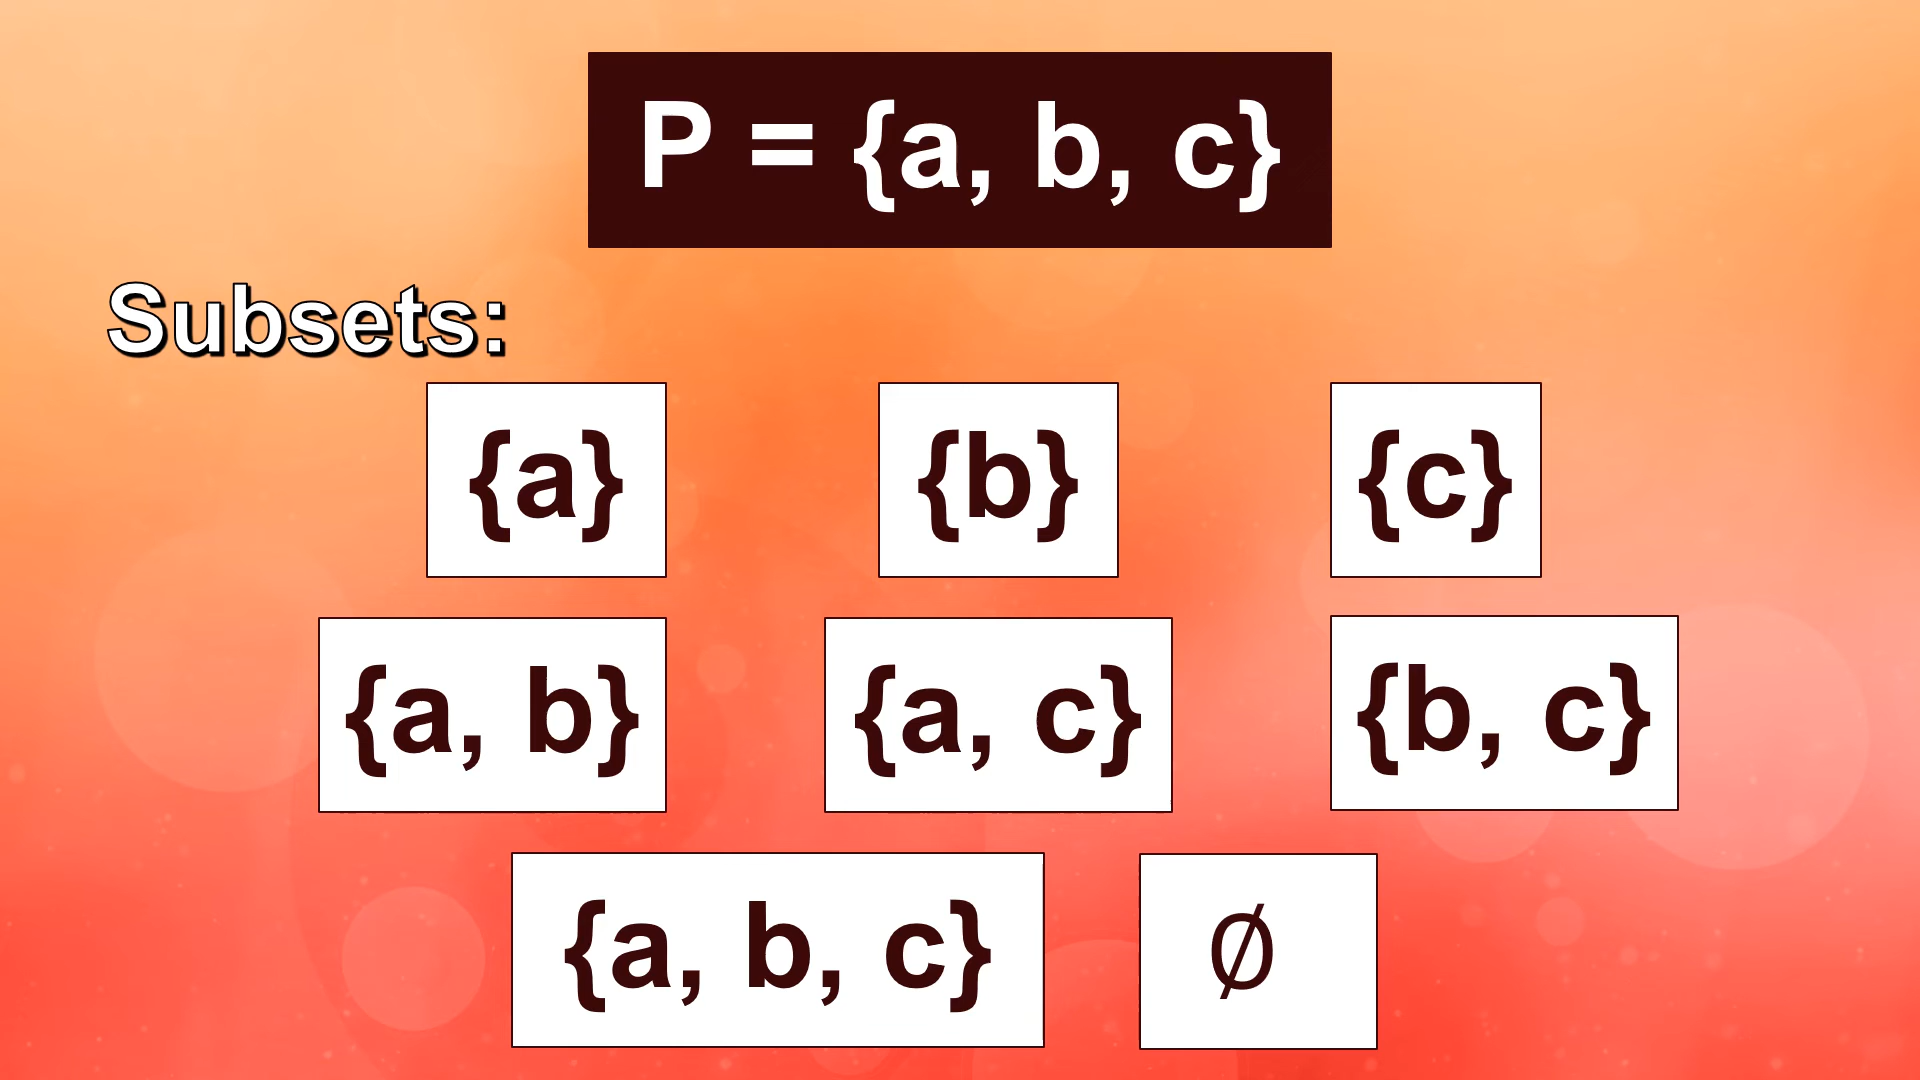 P = {a, b, c}
Subsets:
{a} {b} {c}
{a, b} {a, c} {b, c}
{a, b, c} ∅